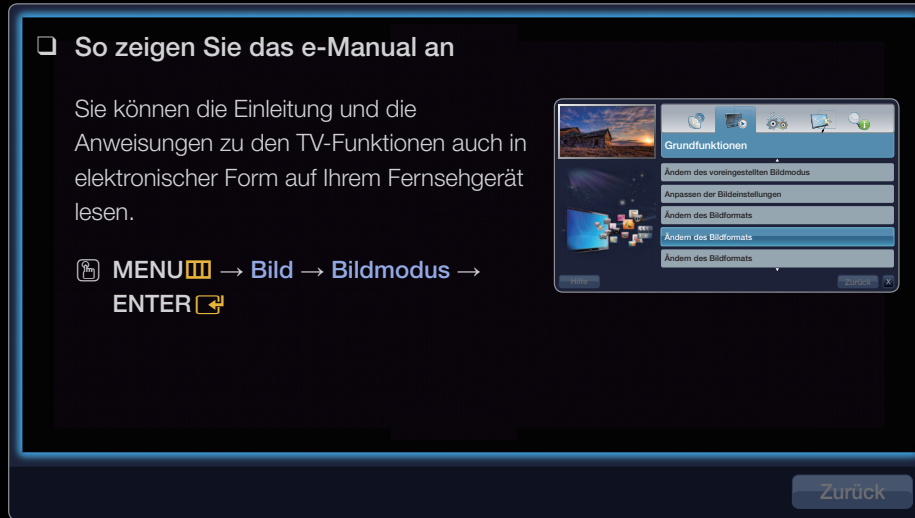 So zeigen Sie das e-Manual an
Sie können die Einleitung und die
Anweisungen zu den TV-Funktionen auch in
elektronischer Form auf Ihrem Fernsehgerät
lesen.
MENU → Bild → Bildmodus →
ENTER
Grundfunktionen
Ändern des voreingestellten Bildmodus
Anpassen der Bildeinstellungen
Ändern des Bildformats
Ändern des Bildformats
Ändern des Bildformats
Hilfe
Zurück X
Zurück